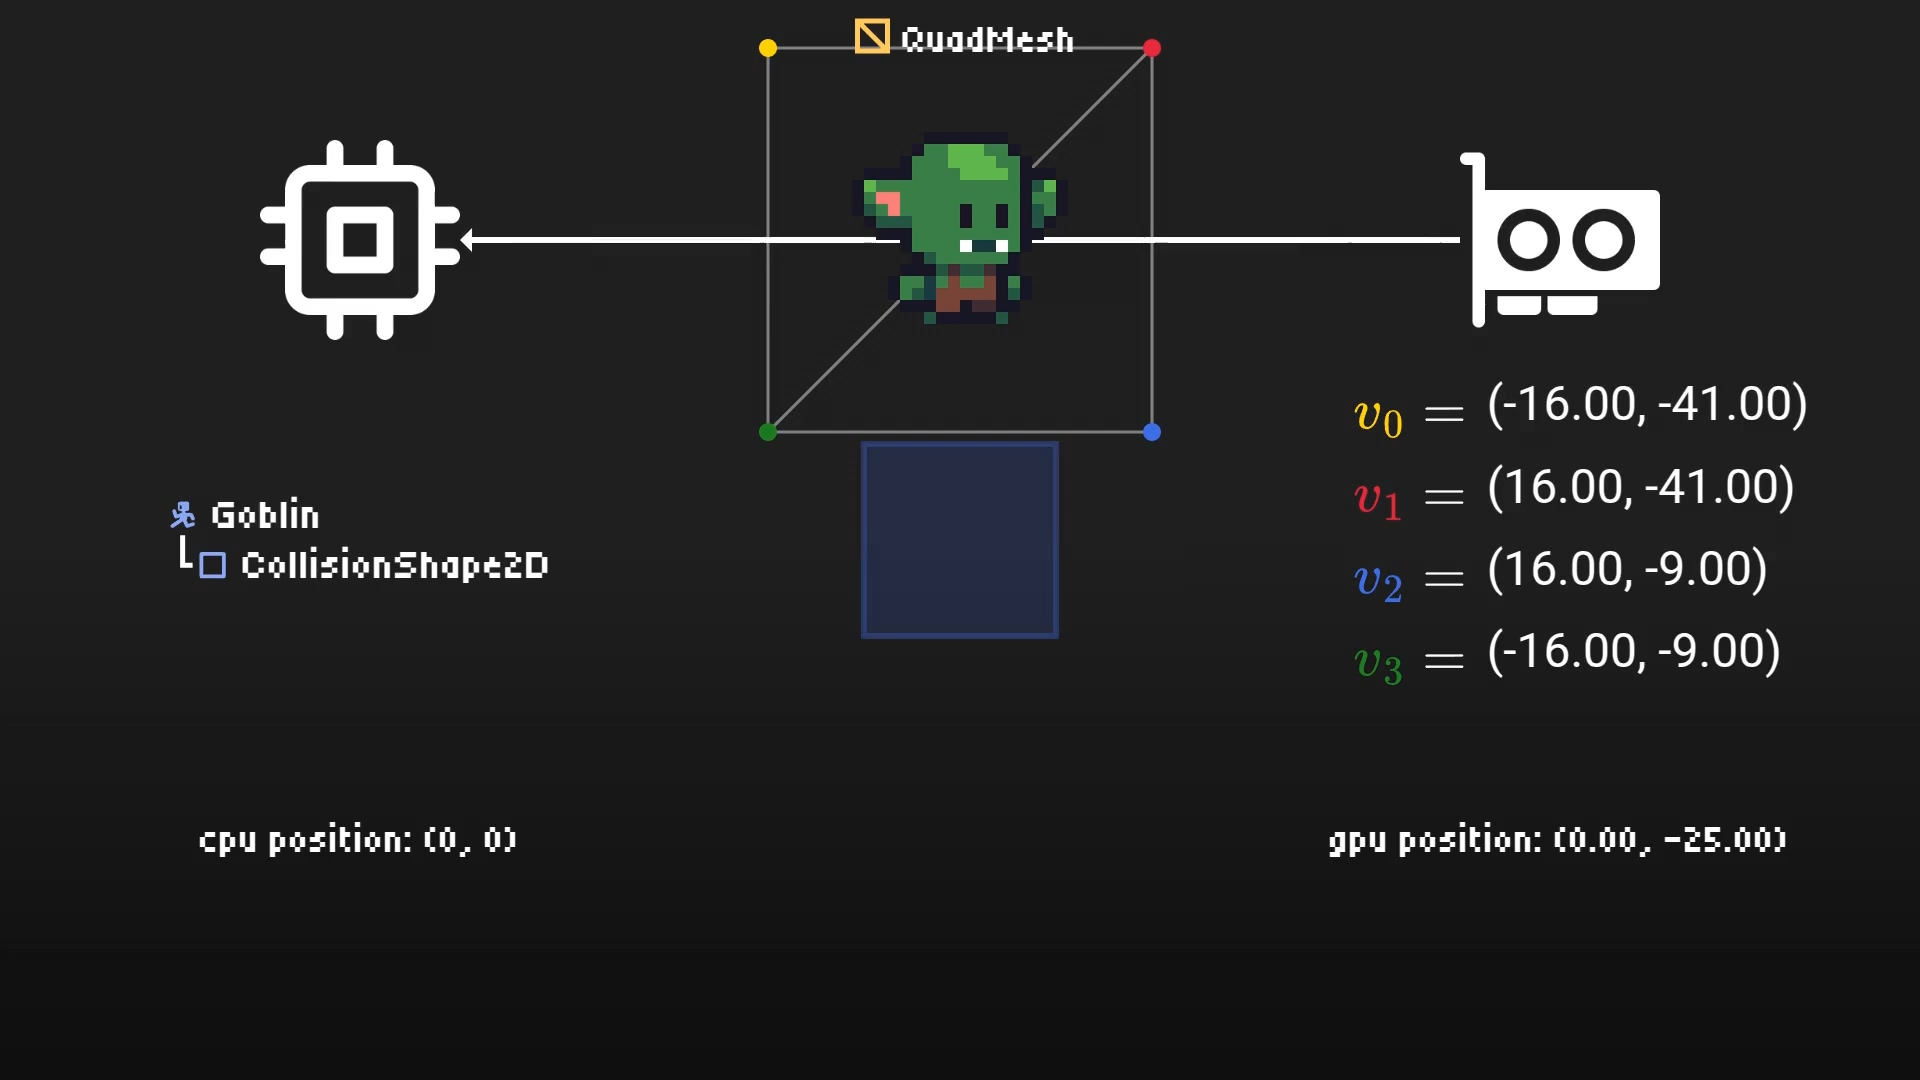 QuadMesh
v0 = (-16.00, -41.00)
v1 = (16.00, -41.00)
v2 = (16.00, -9.00)
v3 = (-16.00, -9.00)
Goblin
CollisionShape2D
cpu position: (0, 0)
gpu position: (0.00, -25.00)